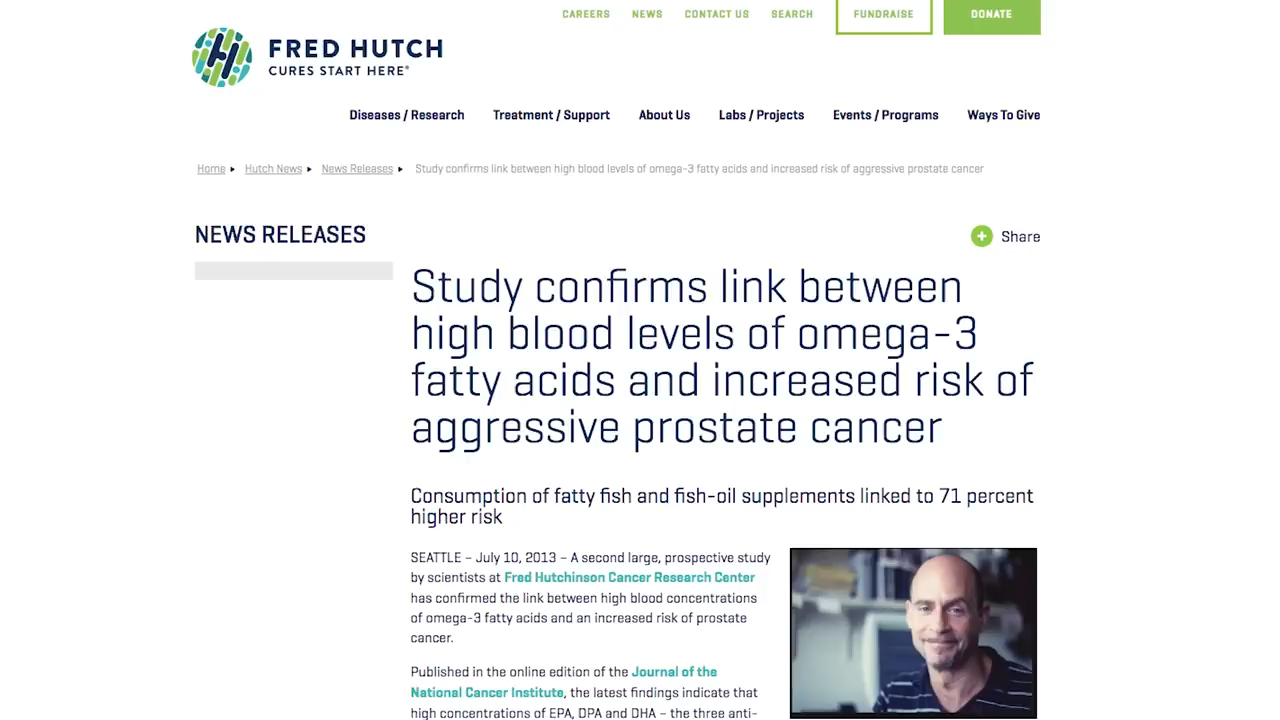 CAREERS NEWS CONTACT US SEARCH FUNDRAISE DONATE
FRED HUTCH
CURES START HERE®
Diseases / Research Treatment / Support About Us Labs / Projects Events / Programs Ways To Give
Home Hutch News News Releases Study confirms link between high blood levels of omega-3 fatty acids and increased risk of aggressive prostate cancer
NEWS RELEASES
Share
Study confirms link between
high blood levels of omega-3
fatty acids and increased risk of
aggressive prostate cancer
Consumption of fatty fish and fish-oil supplements linked to 71 percent
higher risk
SEATTLE – July 10, 2013 – A second large, prospective study
by scientists at Fred Hutchinson Cancer Research Center
has confirmed the link between high blood concentrations
of omega-3 fatty acids and an increased risk of prostate
cancer.
Published in the online edition of the Journal of the
National Cancer Institute, the latest findings indicate that
high concentrations of EPA, DPA and DHA – the three anti-